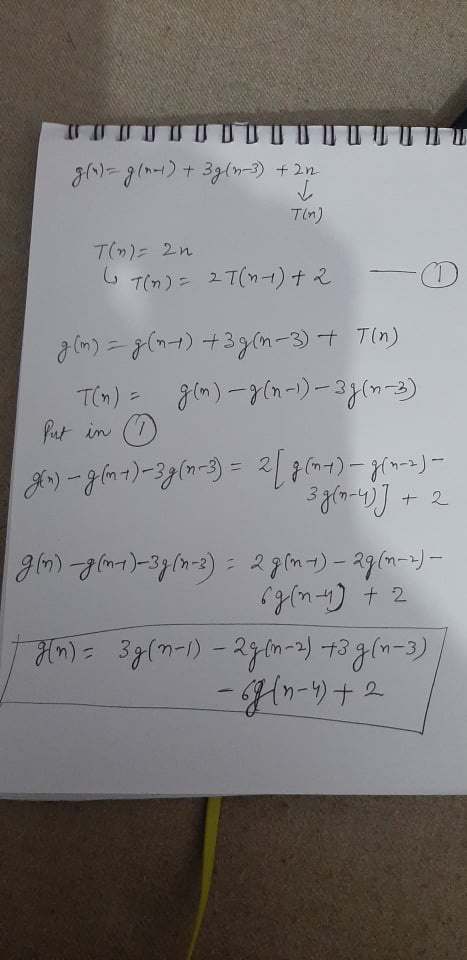 g(n) = g(n-1) + 3g(n-3) + 2n
↓
T(n)
T(n) = 2n
↳ T(n) = 2T(n-1) + 2 — ①
g(n) = g(n-1) + 3g(n-3) + T(n)
T(n) = g(n) - g(n-1) - 3g(n-3)
Put in ①
g(n) - g(n-1) - 3g(n-3) = 2[g(n-1) - g(n-2) -
3g(n-4)] + 2
g(n) - g(n-1) - 3g(n-3) = 2g(n-1) - 2g(n-2) -
6g(n-4) + 2
g(n) = 3g(n-1) - 2g(n-2) + 3g(n-3)
- 6g(n-4) + 2